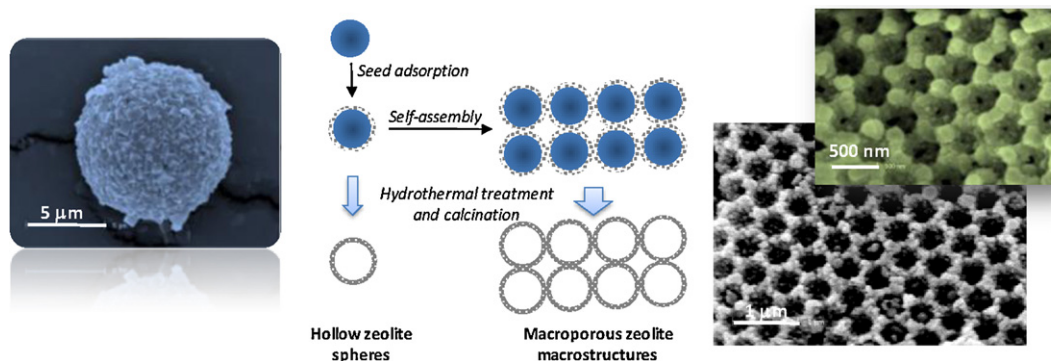 5 μm
Seed adsorption
Self-assembly
Hydrothermal treatment
and calcination
Hollow zeolite
spheres
Macroporous zeolite
macrostructures
500 nm
1 μm